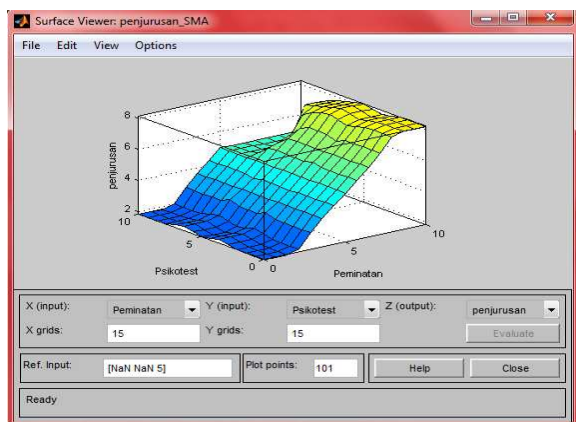 Surface Viewer: penjurusan_SMA
File Edit View Options
8
6
4
2
penjurusan
10
5
0
Psikotest
0
5
10
Peminatan
X (input): Peminatan Y (input): Psikotest Z (output): penjurusan
X grids: 15 Y grids: 15 Evaluate
Ref. Input: [NaN NaN 5] Plot points: 101 Help Close
Ready